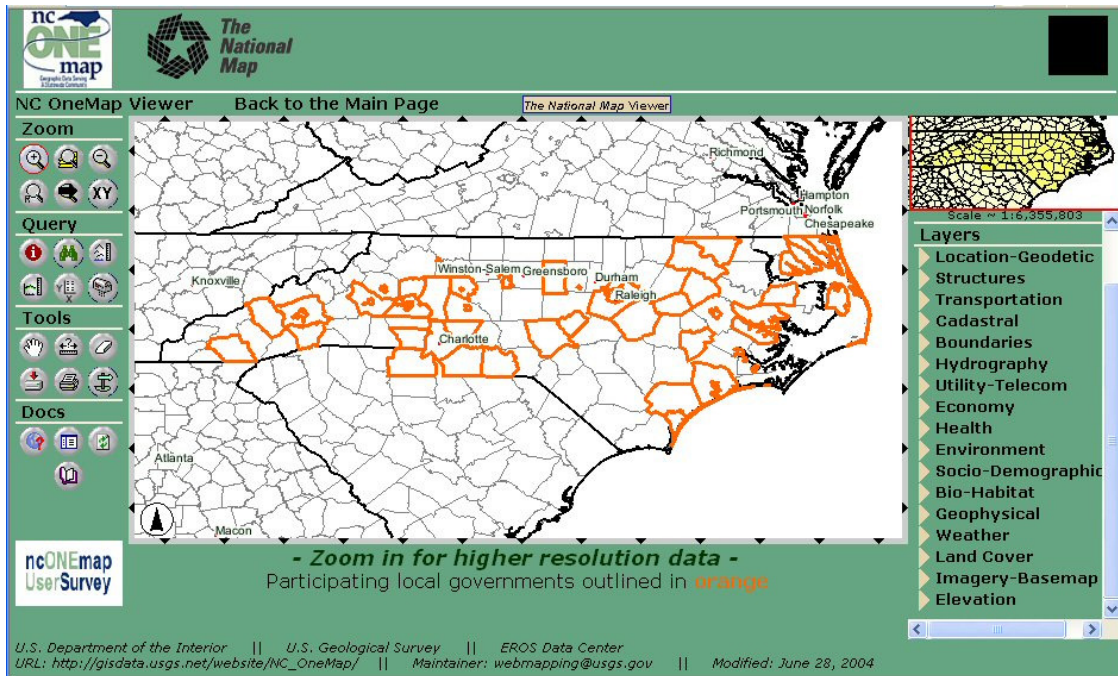 nc
ONE
map
Geographic Data Serving
A Statewide Community
The
National
Map
NC OneMap Viewer
Back to the Main Page
The National Map Viewer
Zoom
XY
Query
Tools
Docs
Richmond
Hampton
Portsmouth
Norfolk
Chesapeake
Winston-Salem
Greensboro
Durham
Raleigh
Knoxville
Charlotte
Atlanta
Macon
Scale ~ 1:6,355,803
Layers
Location-Geodetic
Structures
Transportation
Cadastral
Boundaries
Hydrography
Utility-Telecom
Economy
Health
Environment
Socio-Demographic
Bio-Habitat
Geophysical
Weather
Land Cover
Imagery-Basemap
Elevation
ncONEmap
UserSurvey
- Zoom in for higher resolution data -
Participating local governments outlined in orange
U.S. Department of the Interior || U.S. Geological Survey || EROS Data Center
URL: http://gisdata.usgs.net/website/NC_OneMap/ || Maintainer: webmapping@usgs.gov || Modified: June 28, 2004